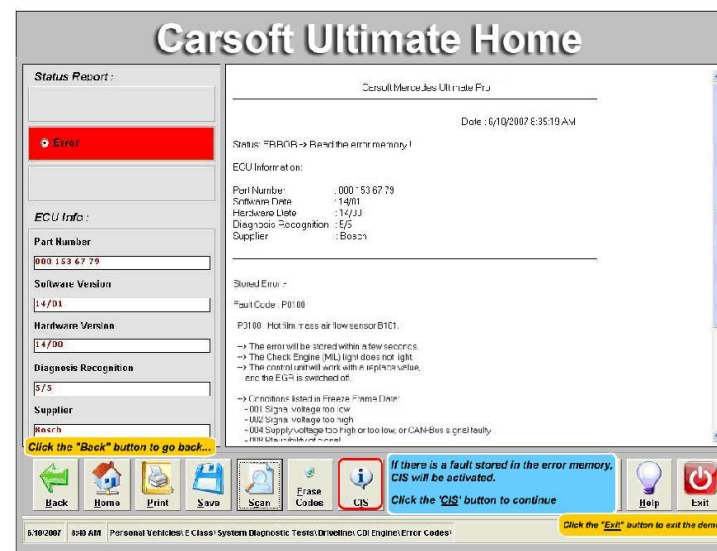 Carsoft Ultimate Home
Status Report :
Error
ECU Info :
Part Number
000 153 67 79
Software Version
14/01
Hardware Version
14/00
Diagnosis Recognition
5/5
Supplier
Bosch
Click the "Back" button to go back...
Carsoft Mercedes Ultimate Pro
Date : 6/10/2007 8:35:19 AM
Status: ERROR -> Read the error memory !
ECU Information:
Part Number : 000 153 67 79
Software Date : 14/01
Hardware Date : 14/00
Diagnosis Recognition : 5/5
Supplier : Bosch
Stored Error :-
Fault Code : P0100
P0100 Hot film mass air flow sensor B101.
-> The error will be stored within a few seconds.
-> The Check Engine (MIL) light does not light.
-> The control unit will work with a replace value,
and the EGR is switched off.
-> Conditions listed in Freeze Frame Data:
- 001 Signal voltage too low
- 002 Signal voltage too high
- 004 Supply voltage too high or too low, or CAN-Bus signal faulty
- 008 Plausibility of signal
Back
Home
Print
Save
Scan
Erase
Codes
CIS
If there is a fault stored in the error memory,
CIS will be activated.
Click the 'CIS' button to continue
Help
Exit
Click the "Exit" button to exit the demo
6/10/2007 8:40 AM Personal Vehicles\ E Class\ System Diagnostic Tests\ Driveline\ CDI Engine\ Error Codes\